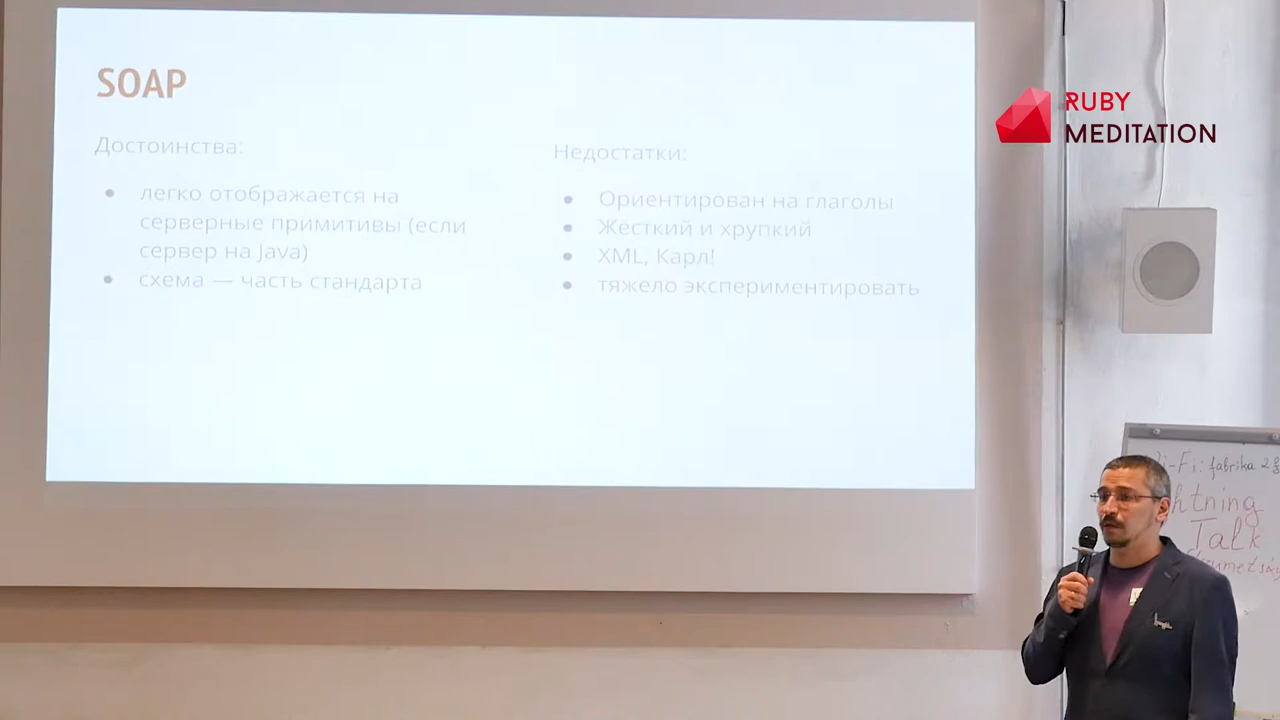 SOAP
Достоинства:
легко отображается на
серверные примитивы (если
сервер на Java)
схема — часть стандарта
Недостатки:
Ориентирован на глаголы
Жёсткий и хрупкий
XML, Карл!
тяжело экспериментировать
RUBY
MEDITATION
fabrika
Talk